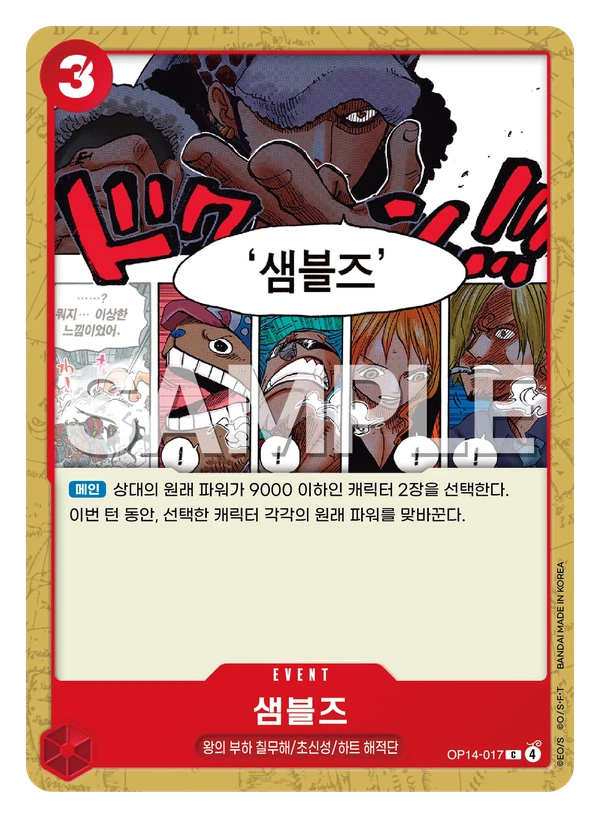 3
ドクン!!!
‘샘블즈’
……?
뭐지… 이상한
느낌이었어.
! ! ! !
SAMPLE
메인 상대의 원래 파워가 9000 이하인 캐릭터 2장을 선택한다.
이번 턴 동안, 선택한 캐릭터 각각의 원래 파워를 맞바꾼다.
EVENT
샘블즈
왕의 부하 칠무해/초신성/하트 해적단
OP14-017 C 4
©EIO/S ©O/S·F·T BANDAI MADE IN KOREA